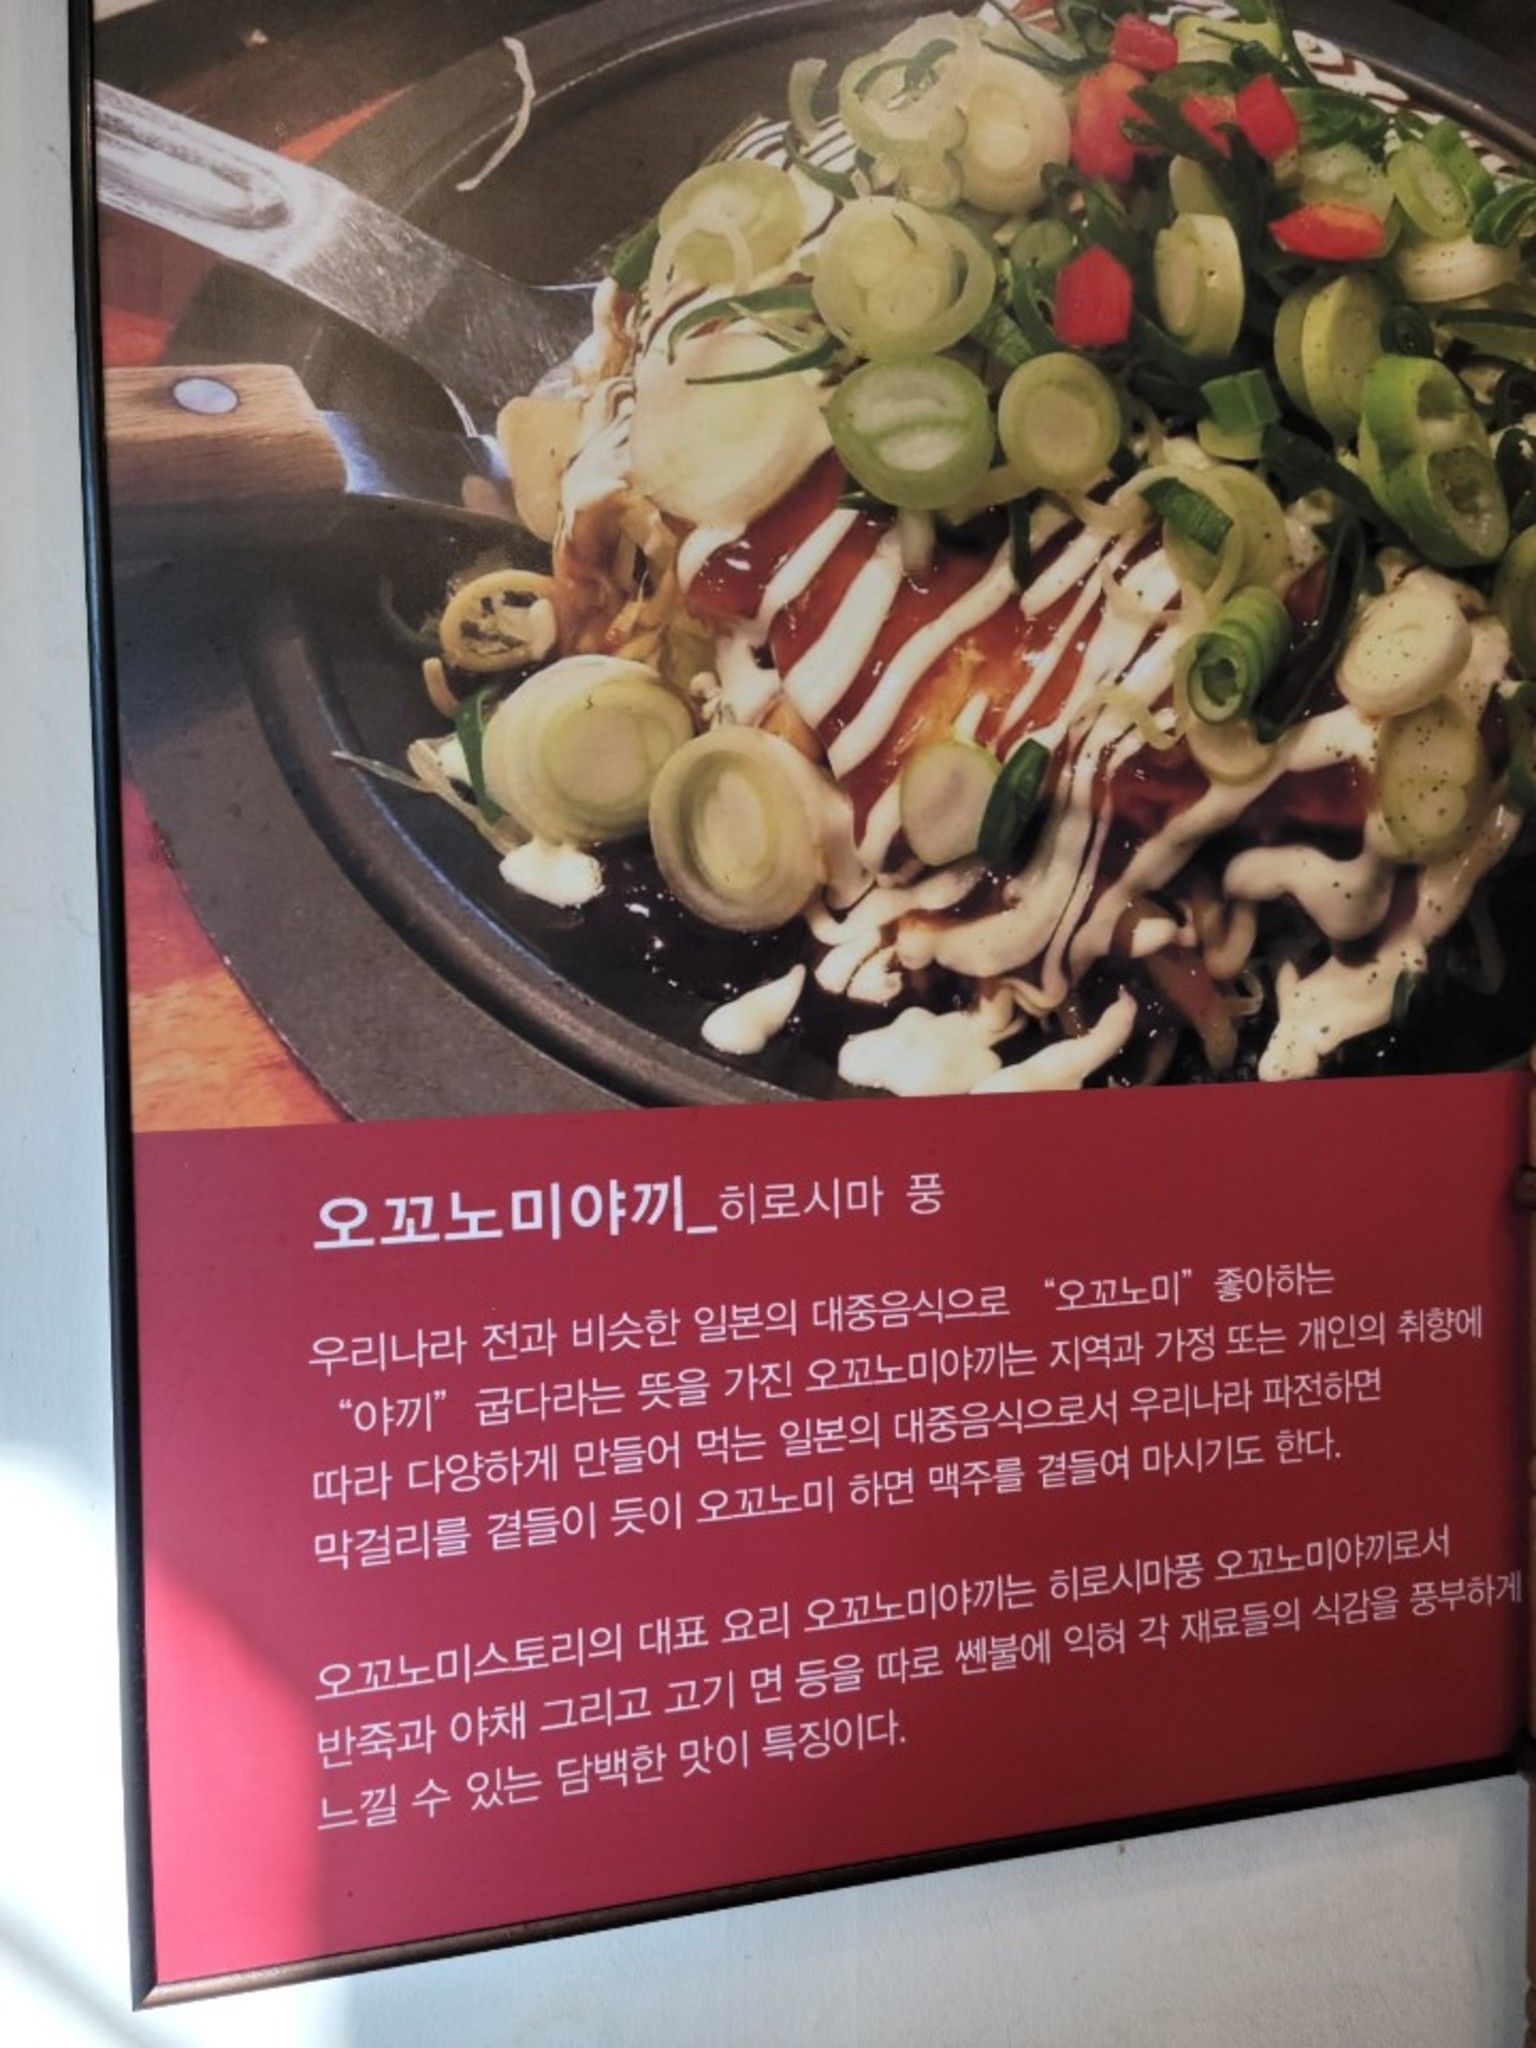 오꼬노미야끼_히로시마 풍
우리나라 전과 비슷한 일본의 대중음식으로 “오꼬노미” 좋아하는
“야끼” 굽다라는 뜻을 가진 오꼬노미야끼는 지역과 가정 또는 개인의 취향에
따라 다양하게 만들어 먹는 일본의 대중음식으로서 우리나라 파전하면
막걸리를 곁들이 듯이 오꼬노미 하면 맥주를 곁들여 마시기도 한다.
오꼬노미스토리의 대표 요리 오꼬노미야끼는 히로시마풍 오꼬노미야끼로서
반죽과 야채 그리고 고기 면 등을 따로 쎈불에 익혀 각 재료들의 식감을 풍부하게
느낄 수 있는 담백한 맛이 특징이다.